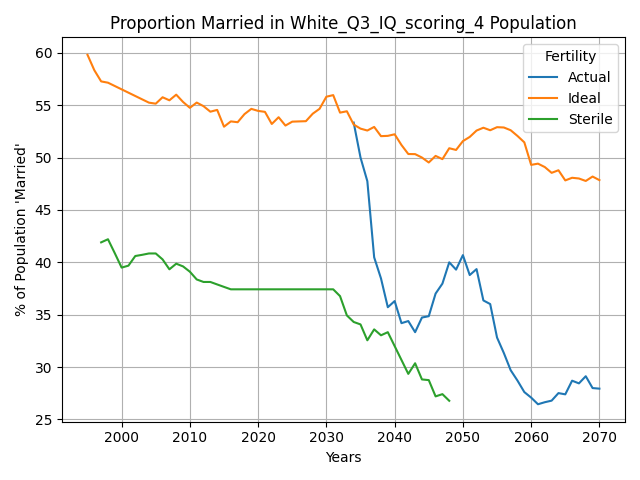 Proportion Married in White_Q3_IQ_scoring_4 Population
% of Population 'Married'
60
55
50
45
40
35
30
25
Fertility
Actual
Ideal
Sterile
2000 2010 2020 2030 2040 2050 2060 2070
Years